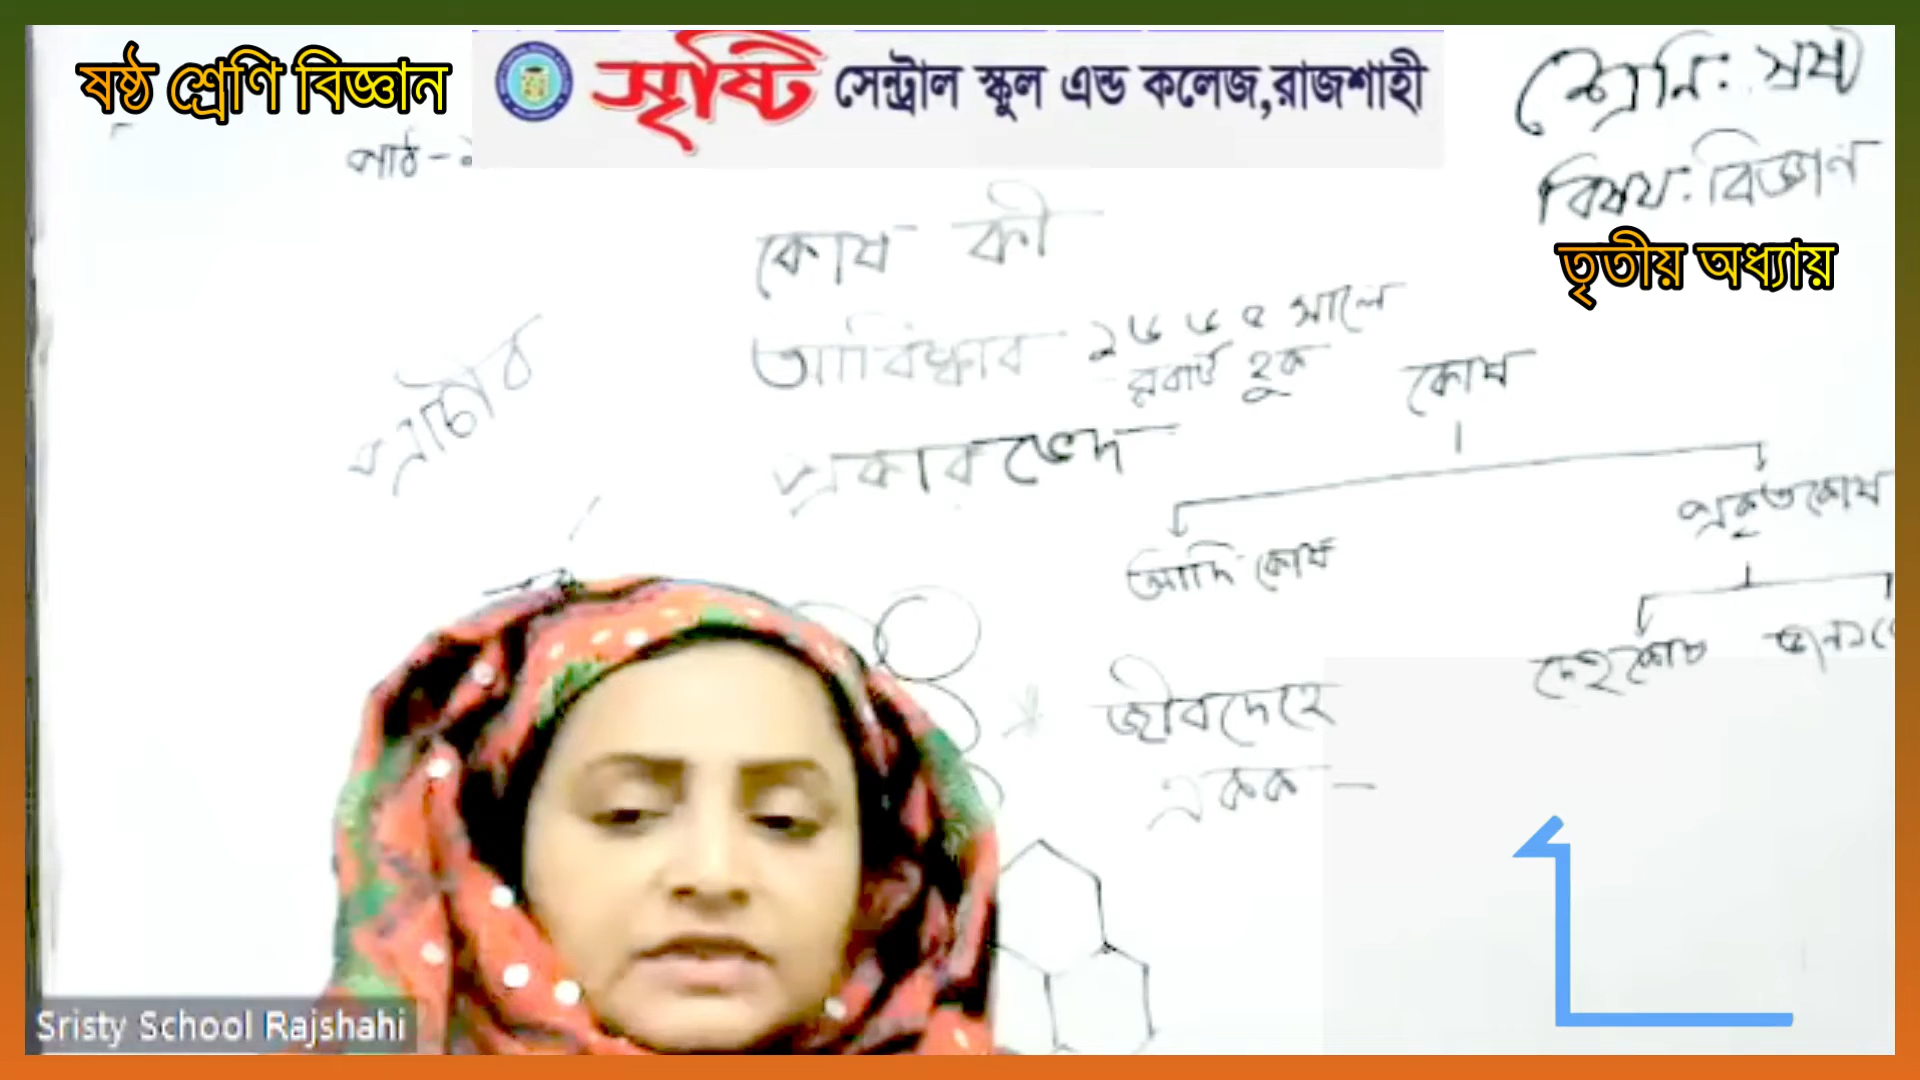 ষষ্ঠ শ্রেণি বিজ্ঞান
সৃষ্টি সেন্ট্রাল স্কুল এন্ড কলেজ,রাজশাহী
শ্রেনি: ষষ্ঠ
পাঠ-
বিষয়: বিজ্ঞান
তৃতীয় অধ্যায়
কোষ কী
আবিষ্কার ১৬৬৫ সালে
রবার্ট হুক
কোষ
প্রকারভেদ
আদি কোষ
প্রকৃতকোষ
দেহকোষ
জীবদেহে
একক -
Sristy School Rajshahi